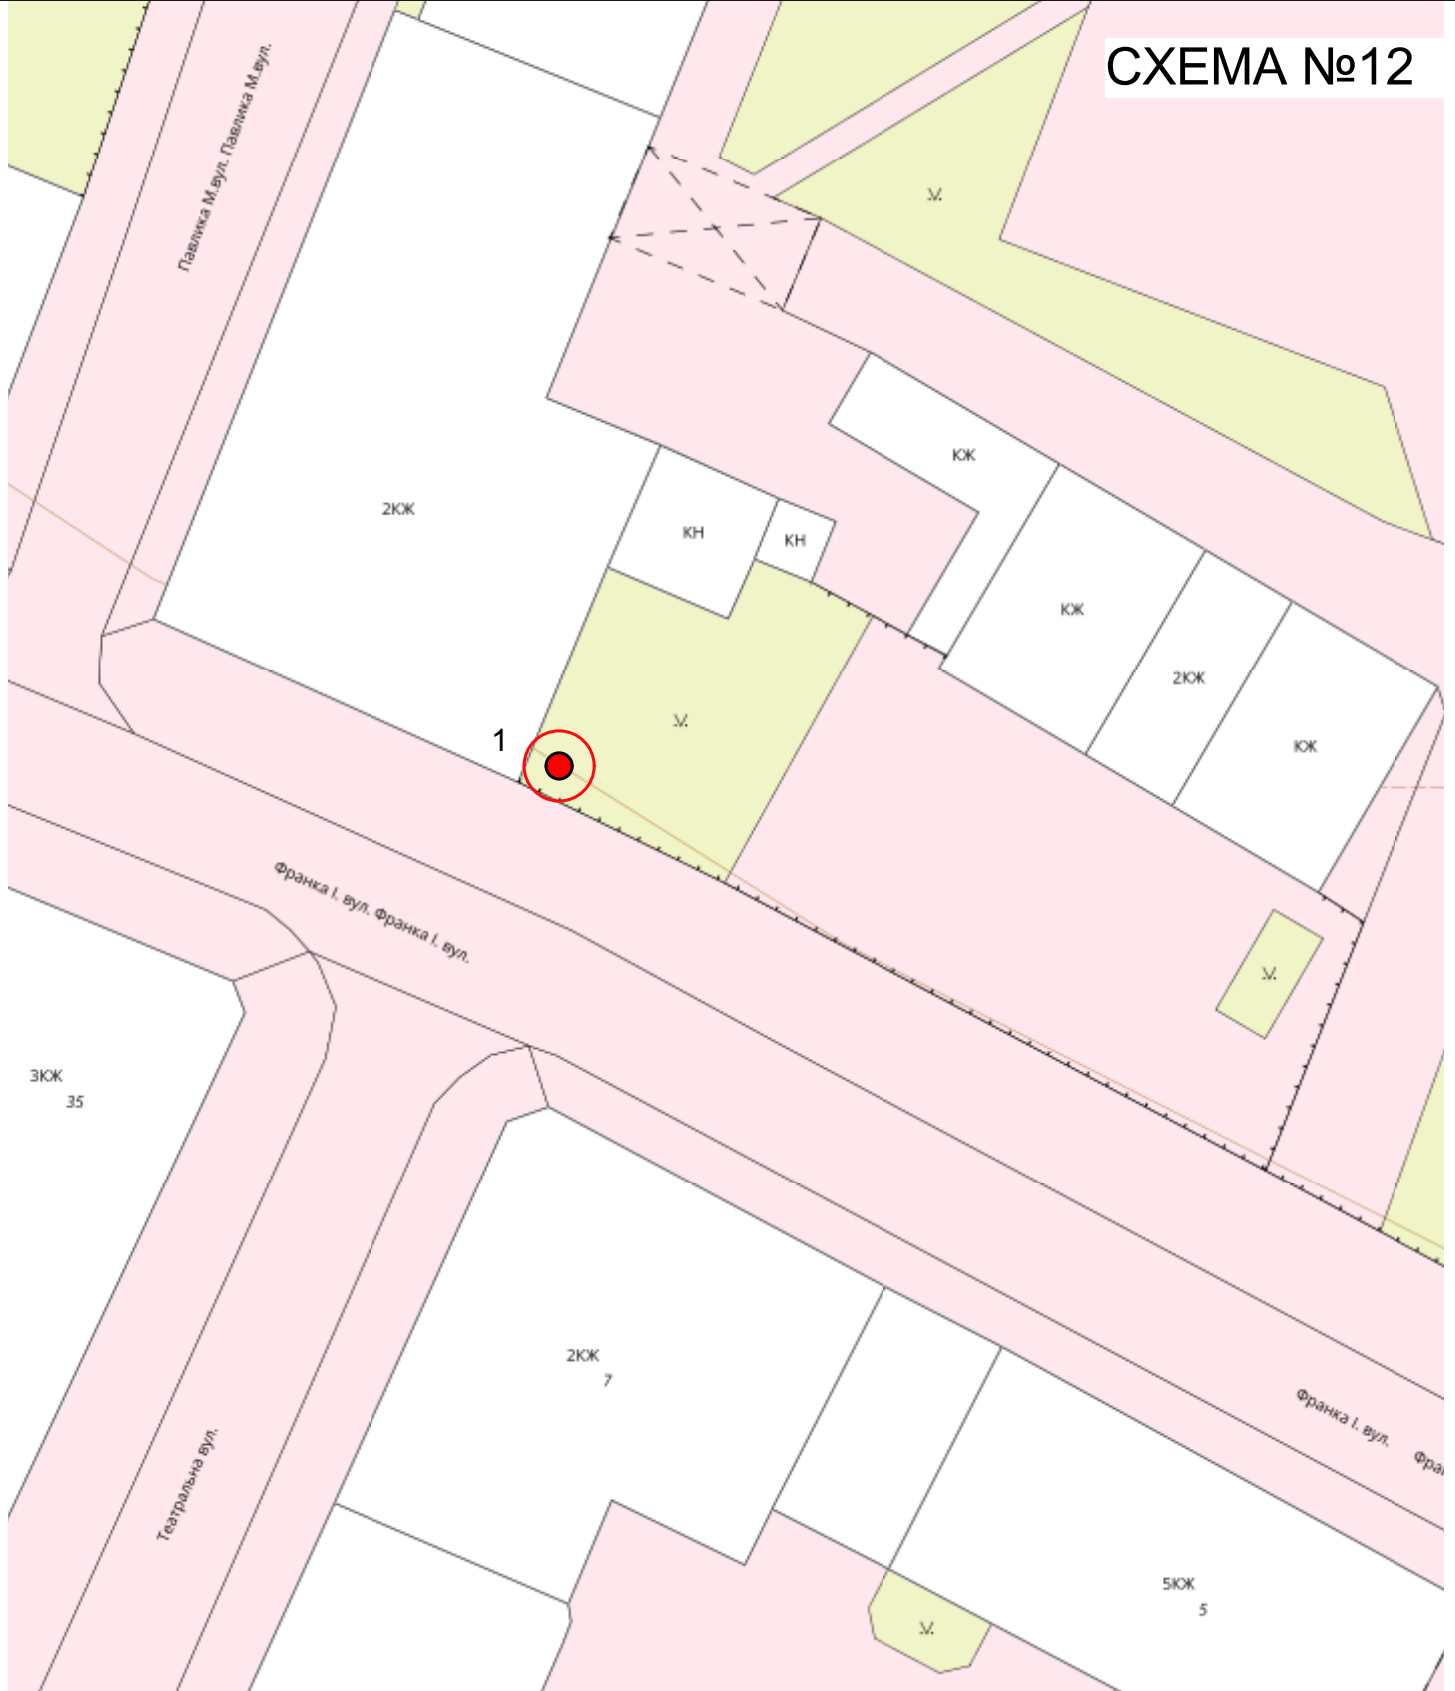 СХЕМА №12
Павлика М.вул. Павлика М.вул.
КЖ
2КЖ
КН
КН
КЖ
2КЖ
КЖ
1
Франка І. вул. Франка І. вул.
3КЖ
35
2КЖ
7
Франка І. вул.
Театральна вул.
5КЖ
5